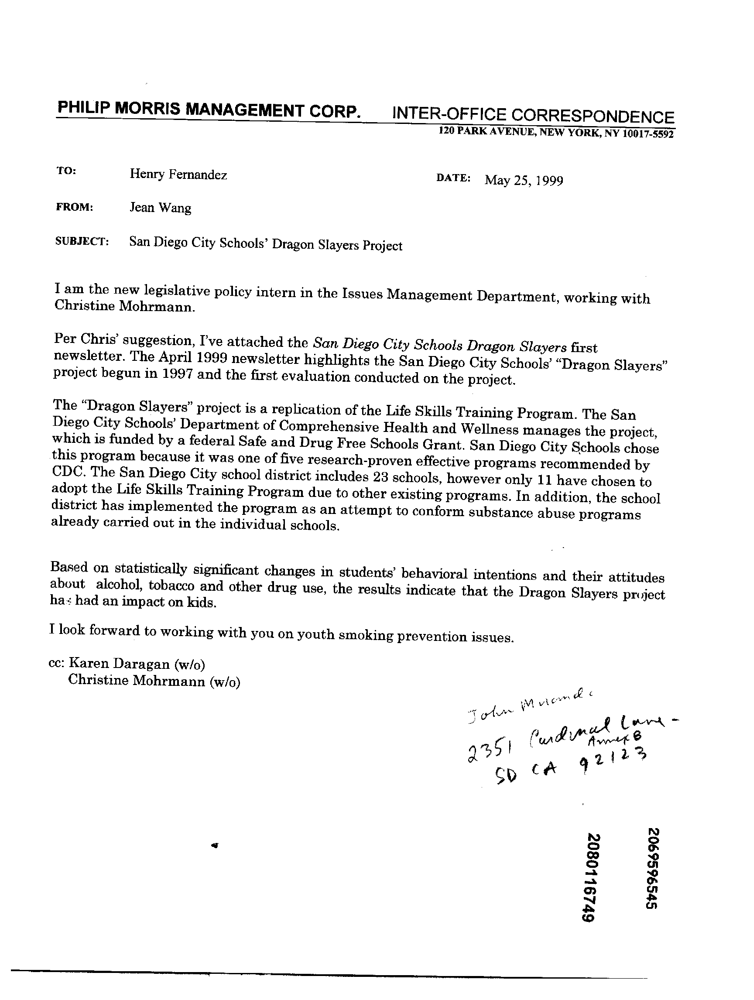 PHILIP MORRIS MANAGEMENT CORP. INTER-OFFICE CORRESPONDENCE
120 PARK AVENUE, NEW YORK, NY 10017-5592
TO: Henry Fernandez DATE: May 25, 1999
FROM: Jean Wang
SUBJECT: San Diego City Schools' Dragon Slayers Project
I am the new legislative policy intern in the Issues Management Department, working with
Christine Mohrmann.
Per Chris' suggestion, I've attached the San Diego City Schools Dragon Slayers first
newsletter. The April 1999 newsletter highlights the San Diego City Schools' "Dragon Slayers"
project begun in 1997 and the first evaluation conducted on the project.
The "Dragon Slayers" project is a replication of the Life Skills Training Program. The San
Diego City Schools' Department of Comprehensive Health and Wellness manages the project,
which is funded by a federal Safe and Drug Free Schools Grant. San Diego City Schools chose
this program because it was one of five research-proven effective programs recommended by
CDC. The San Diego City school district includes 23 schools, however only 11 have chosen to
adopt the Life Skills Training Program due to other existing programs. In addition, the school
district has implemented the program as an attempt to conform substance abuse programs
already carried out in the individual schools.
Based on statistically significant changes in students' behavioral intentions and their attitudes
about alcohol, tobacco and other drug use, the results indicate that the Dragon Slayers project
has had an impact on kids.
I look forward to working with you on youth smoking prevention issues.
cc: Karen Daragan (w/o)
Christine Mohrmann (w/o)
John
2351 Cardinal Lane -
Annex B
SD CA 92123
2080116749
2069596545